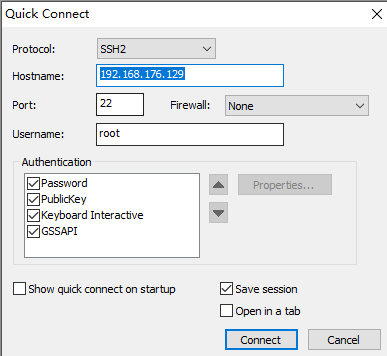 Quick Connect
Protocol: SSH2
Hostname: 192.168.176.129
Port: 22 Firewall: None
Username: root
Authentication
Password
PublicKey
Keyboard Interactive
GSSAPI
Properties...
Show quick connect on startup
Save session
Open in a tab
Connect Cancel